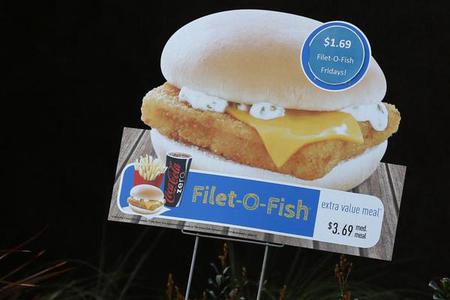 $1.69
Filet-O-Fish
Fridays!
Coca-Cola
zero
Filet-O-Fish®
extra value meal
$3.69 med. meal